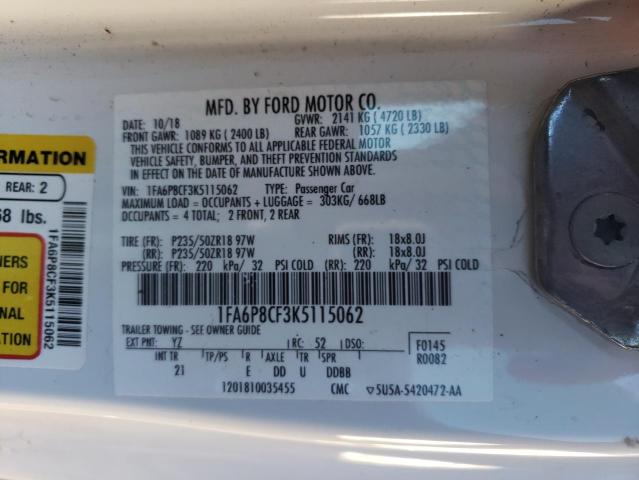 MFD. BY FORD MOTOR CO.
DATE: 10/18 GVWR: 2141 KG ( 4720 LB)
FRONT GAWR: 1089 KG ( 2400 LB) REAR GAWR: 1057 KG ( 2330 LB)
THIS VEHICLE CONFORMS TO ALL APPLICABLE FEDERAL MOTOR
VEHICLE SAFETY, BUMPER, AND THEFT PREVENTION STANDARDS
IN EFFECT ON THE DATE OF MANUFACTURE SHOWN ABOVE.
VIN: 1FA6P8CF3K5115062 TYPE: Passenger Car
MAXIMUM LOAD = OCCUPANTS + LUGGAGE = 303KG/ 668LB
OCCUPANTS = 4 TOTAL; 2 FRONT, 2 REAR
TIRE (FR): P235/50ZR18 97W RIMS (FR): 18x8.0J
(RR): P235/50ZR18 97W (RR): 18x8.0J
PRESSURE (FR): 220 kPa/ 32 PSI COLD (RR): 220 kPa/ 32 PSI COLD
1FA6P8CF3K5115062
TRAILER TOWING - SEE OWNER GUIDE
EXT PNT: YZ RC: 52 DSO: F0145
INT TR TP/PS R AXLE TR SPR R0082
21 E DD U DDBB
1201810035455 CMC 5U5A-5420472-AA
ORMATION
REAR: 2
68 lbs.
NERS
FOR
ONAL
N
1FA6P8CF3K5115062